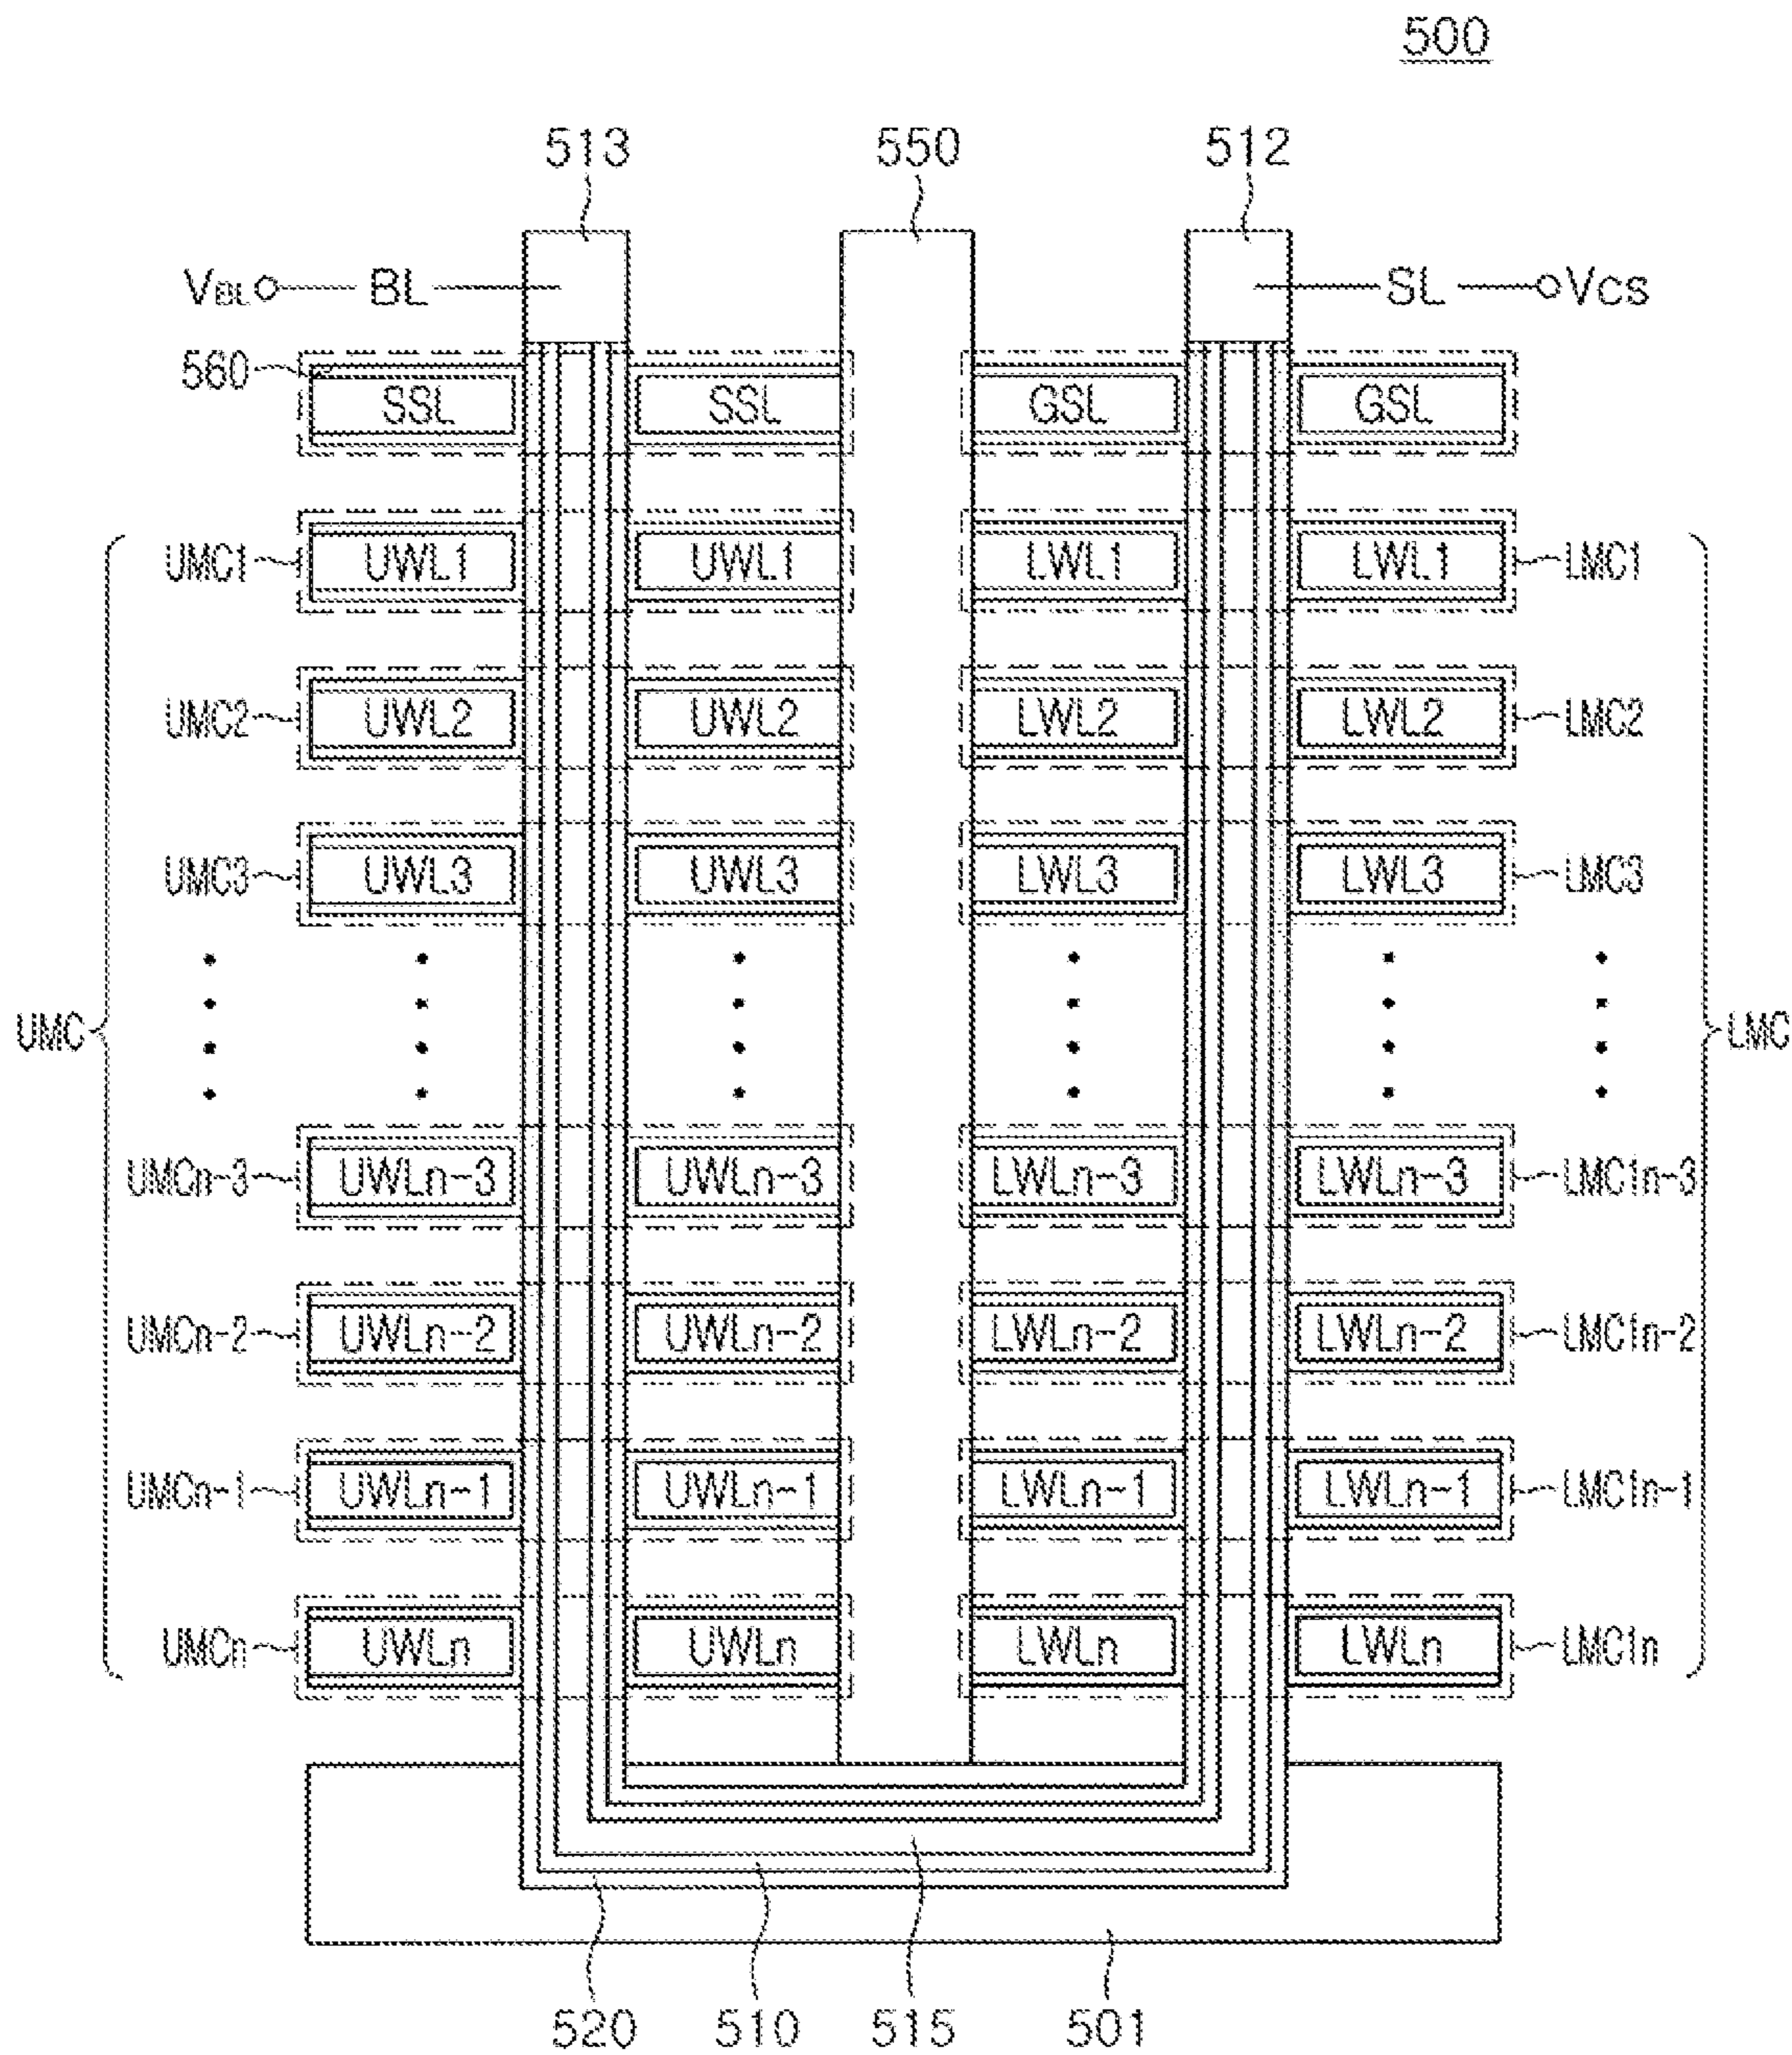 500
513 550 512
VBL BL SL VCS
560 SSL SSL GSL GSL
UMC1 UWL1 UWL1 LWL1 LWL1 LMC1
UMC2 UWL2 UWL2 LWL2 LWL2 LMC2
UMC3 UWL3 UWL3 LWL3 LWL3 LMC3
UMC LMC
UMCn-3 UWLn-3 UWLn-3 LWLn-3 LWLn-3 LMC1n-3
UMCn-2 UWLn-2 UWLn-2 LWLn-2 LWLn-2 LMC1n-2
UMCn-1 UWLn-1 UWLn-1 LWLn-1 LWLn-1 LMC1n-1
UMCn UWLn UWLn LWLn LWLn LMC1n
520 510 515 501